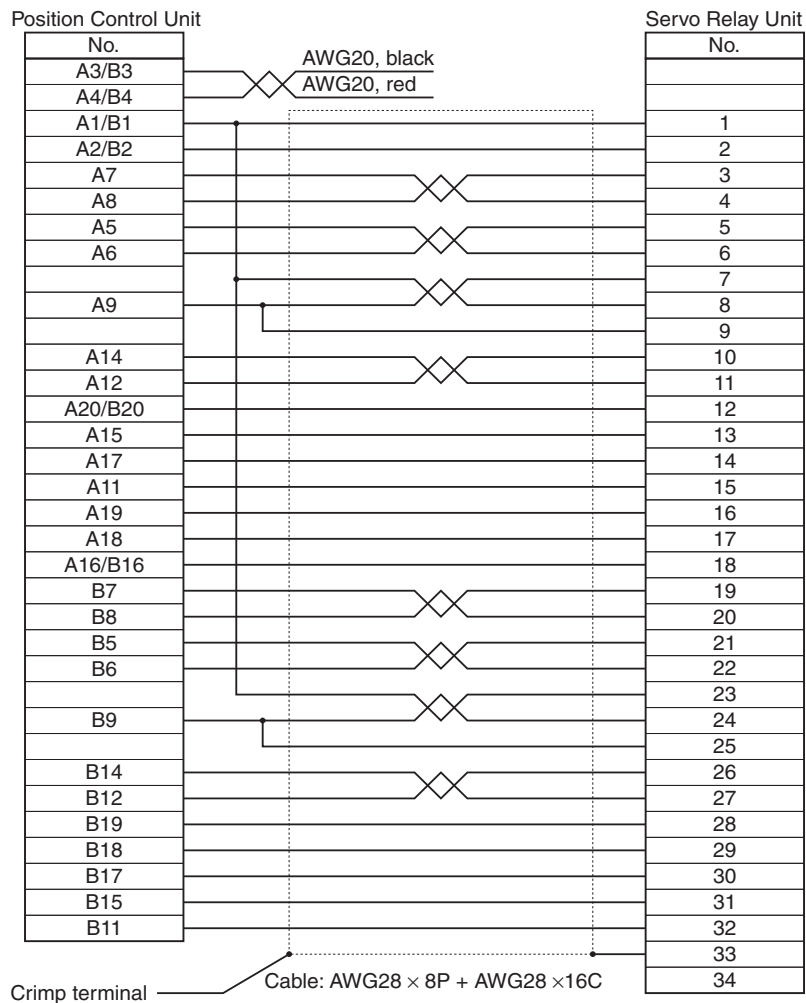 Position Control Unit Servo Relay Unit
No. No.
A3/B3 AWG20, black
A4/B4 AWG20, red
A1/B1 1
A2/B2 2
A7 3
A8 4
A5 5
A6 6
7
A9 8
9
A14 10
A12 11
A20/B20 12
A15 13
A17 14
A11 15
A19 16
A18 17
A16/B16 18
B7 19
B8 20
B5 21
B6 22
23
B9 24
25
B14 26
B12 27
B19 28
B18 29
B17 30
B15 31
B11 32
33
Crimp terminal Cable: AWG28 × 8P + AWG28 ×16C 34